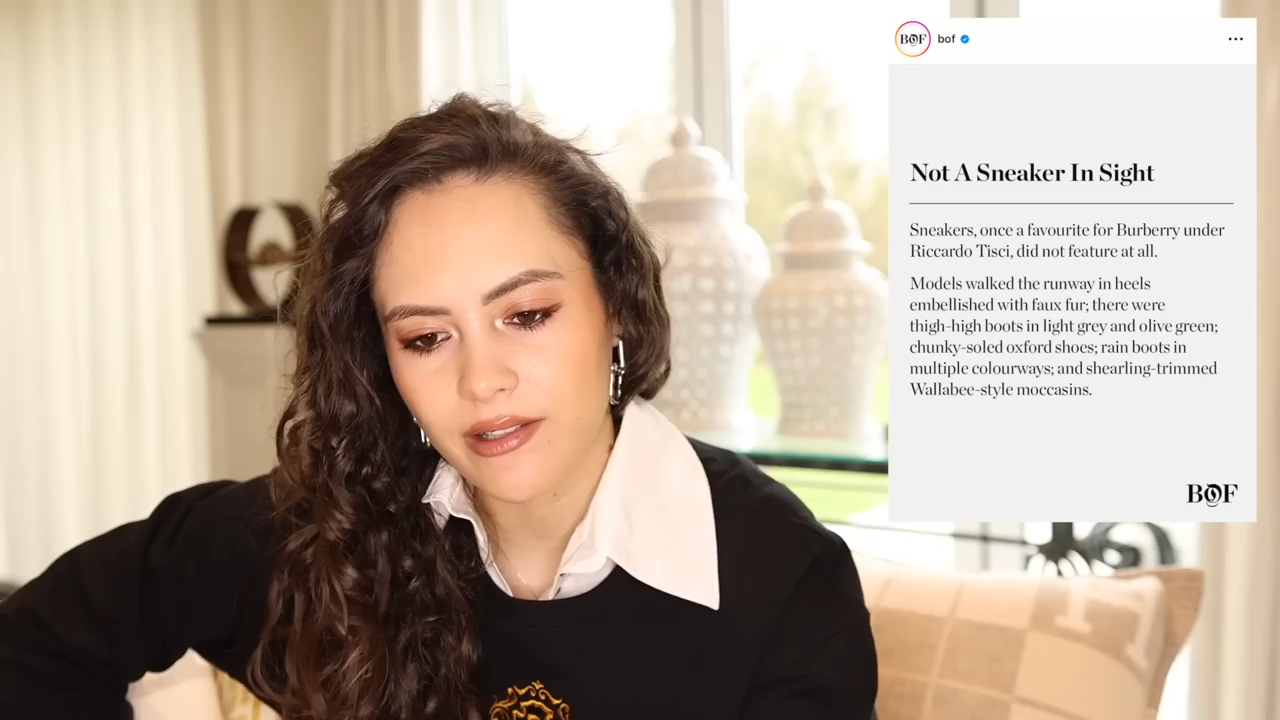 BOF bof
Not A Sneaker In Sight
Sneakers, once a favourite for Burberry under
Riccardo Tisci, did not feature at all.
Models walked the runway in heels
embellished with faux fur; there were
thigh-high boots in light grey and olive green;
chunky-soled oxford shoes; rain boots in
multiple colourways; and shearling-trimmed
Wallabee-style moccasins.
BOF